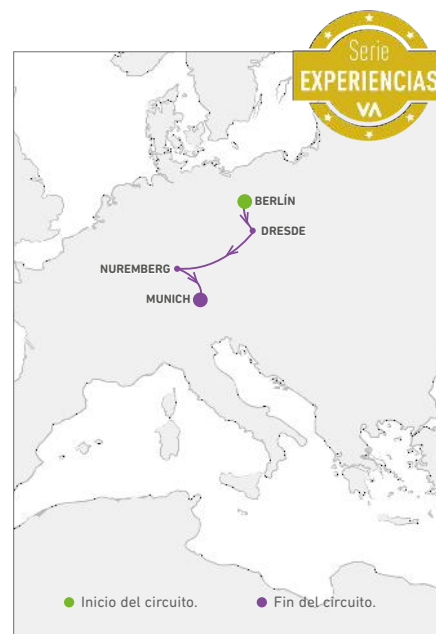 Serie
EXPERIENCIAS
VA
BERLÍN
DRESDE
NUREMBERG
MUNICH
Inicio del circuito.
Fin del circuito.